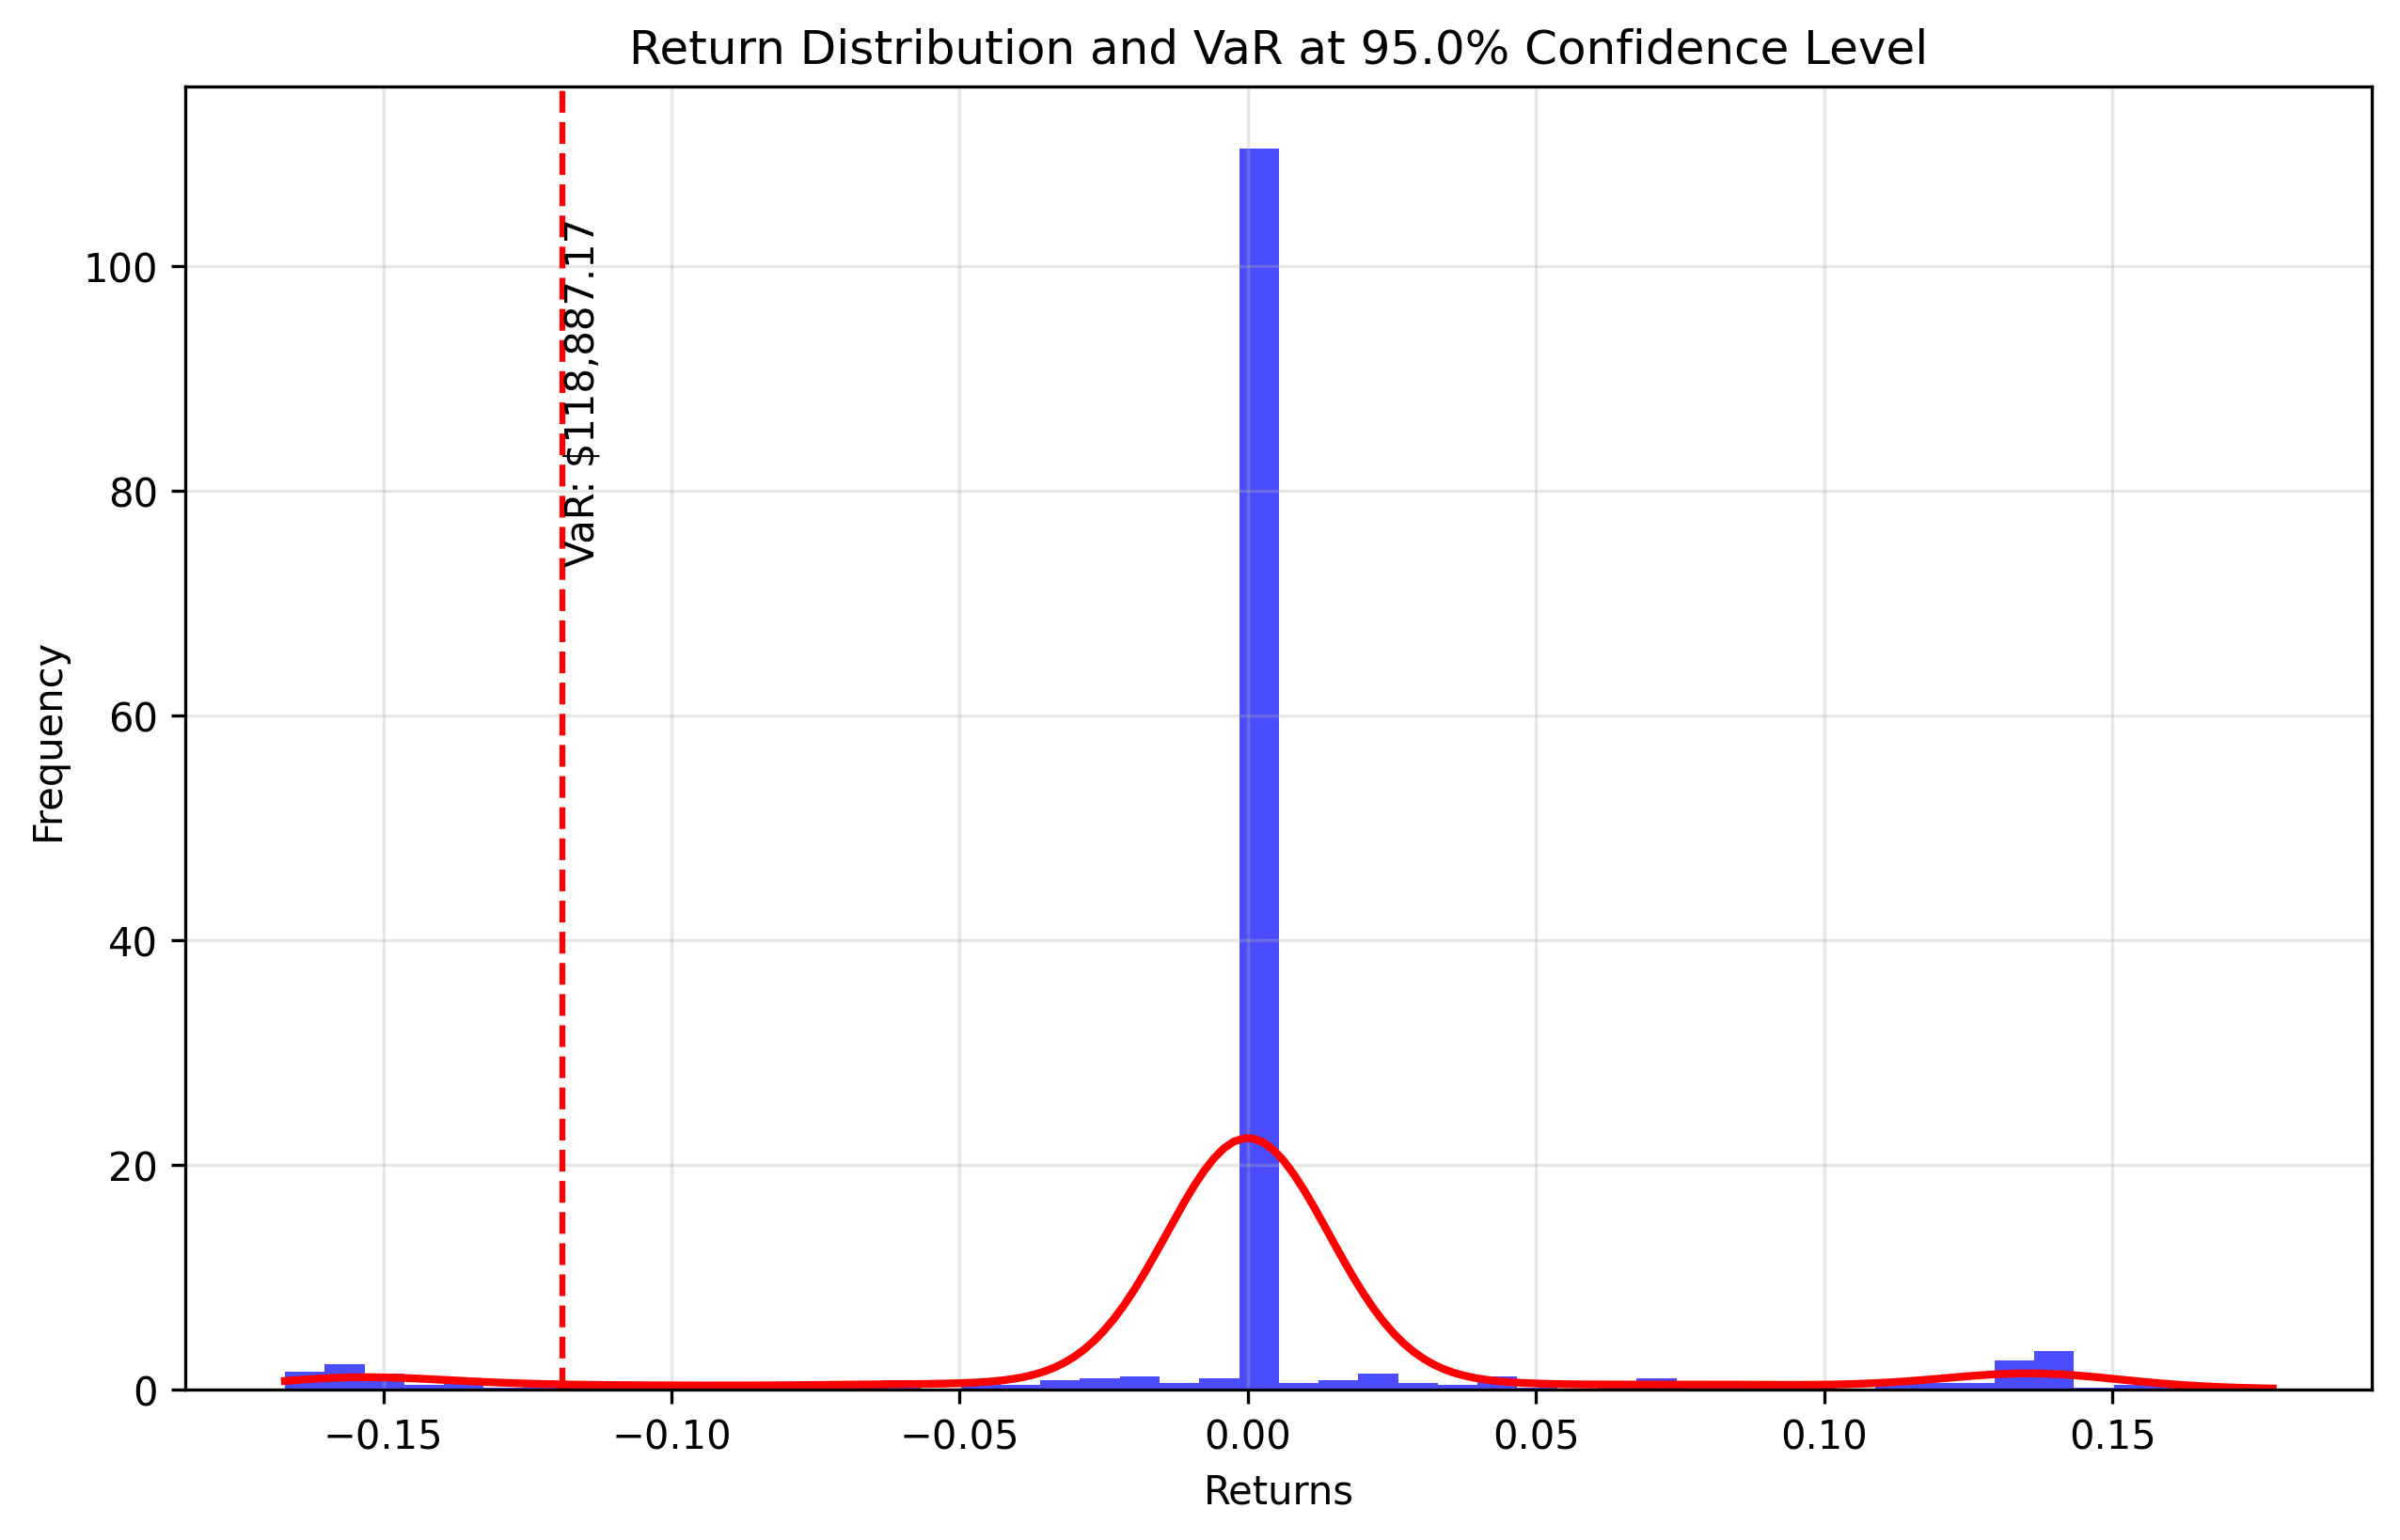 Return Distribution and VaR at 95.0% Confidence Level
Frequency
100
80
60
40
20
0
VaR: $118,887.17
−0.15 −0.10 −0.05 0.00 0.05 0.10 0.15
Returns